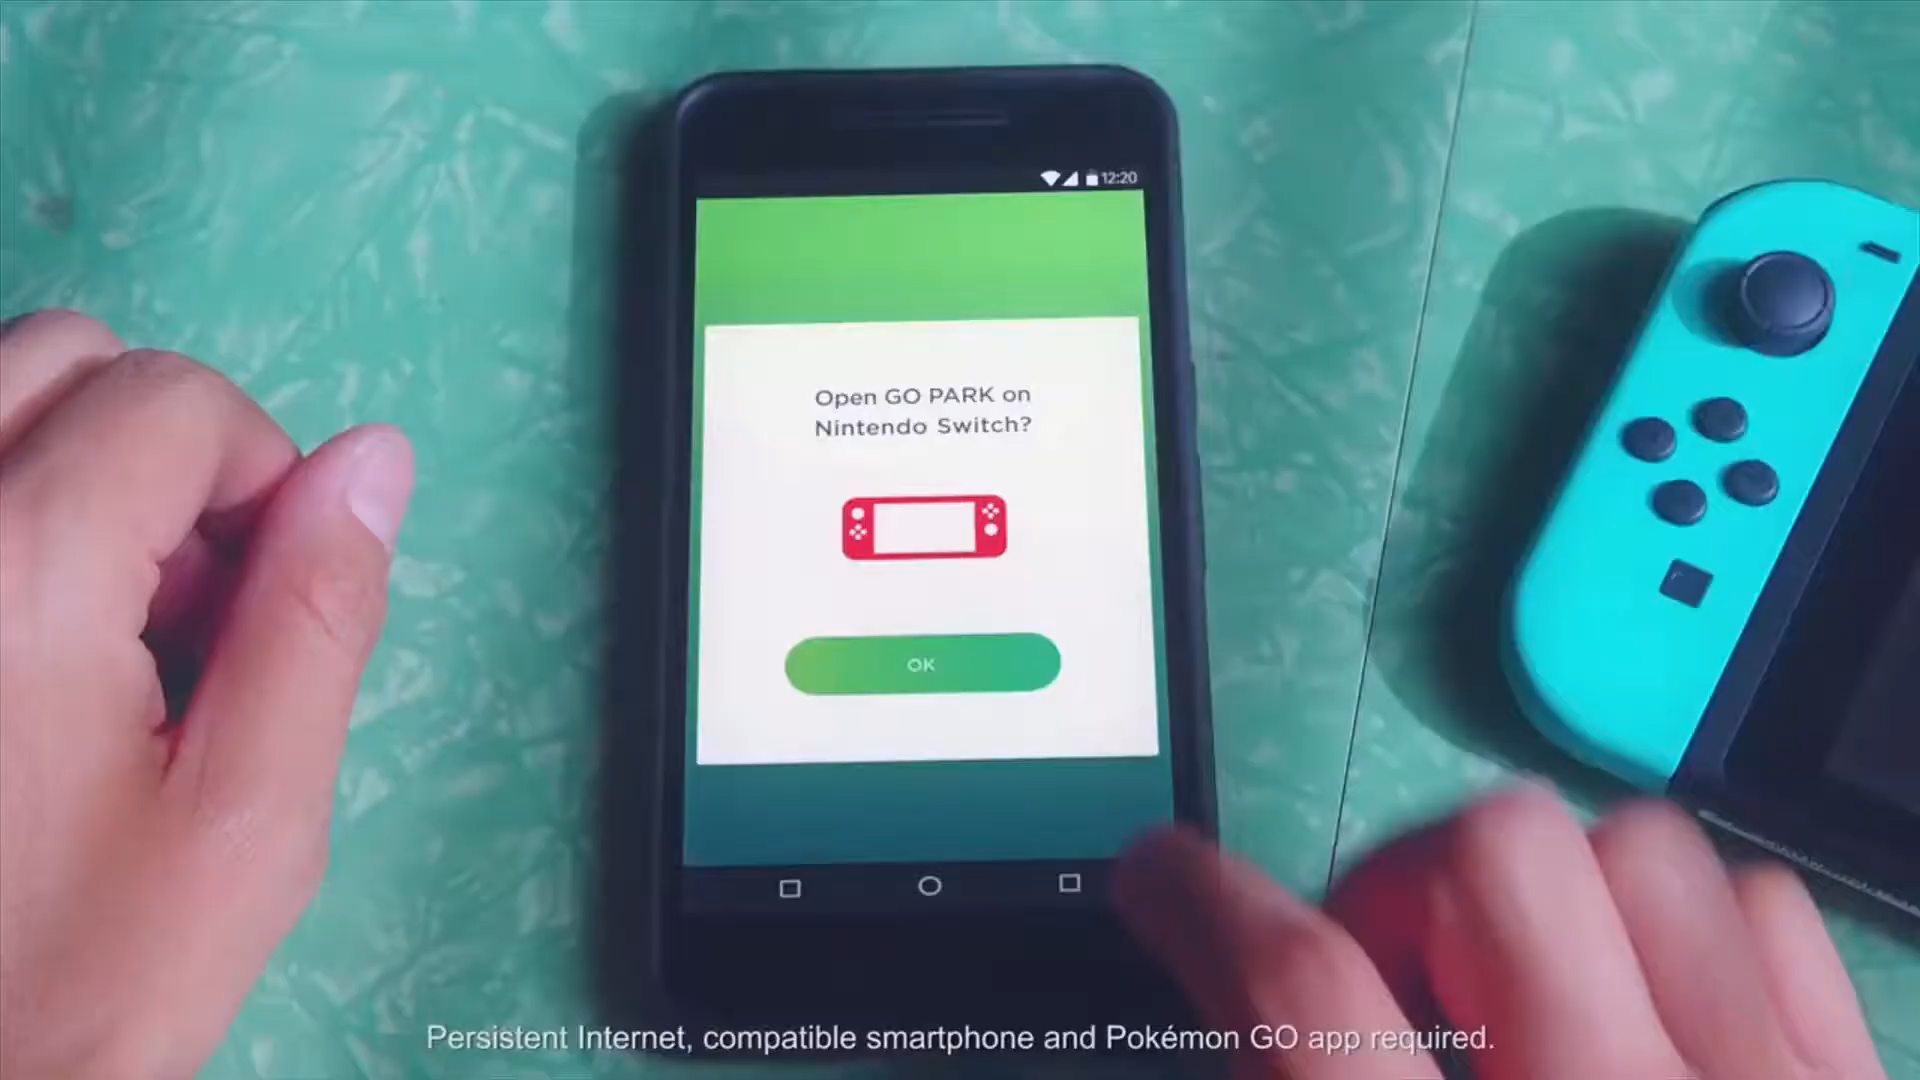 12:20
Open GO PARK on
Nintendo Switch?
OK
Persistent Internet, compatible smartphone and Pokémon GO app required.